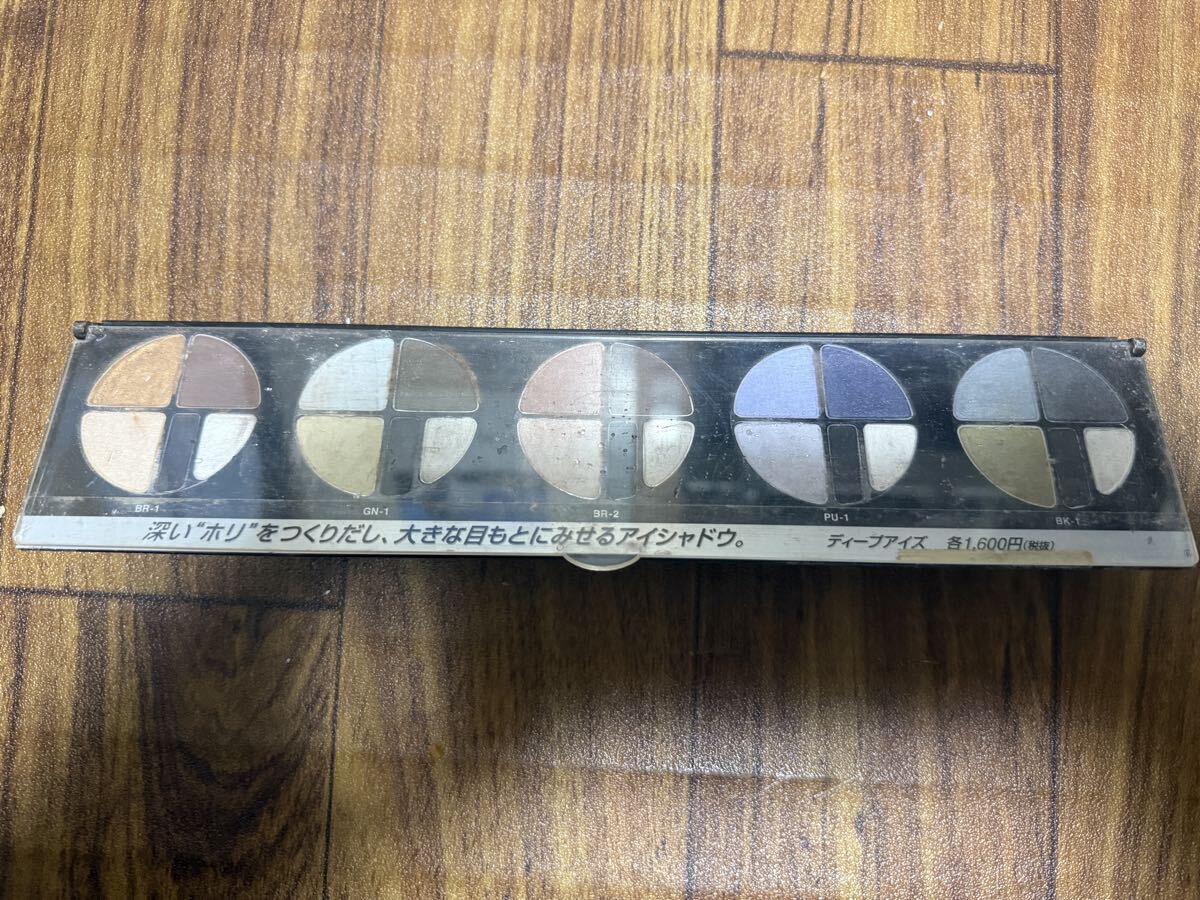 BR-1 GN-1 BR-2 PU-1 BK-1
深い"ホリ"をつくりだし、大きな目もとにみせるアイシャドウ。 ディープアイズ 各1,600円(税抜)